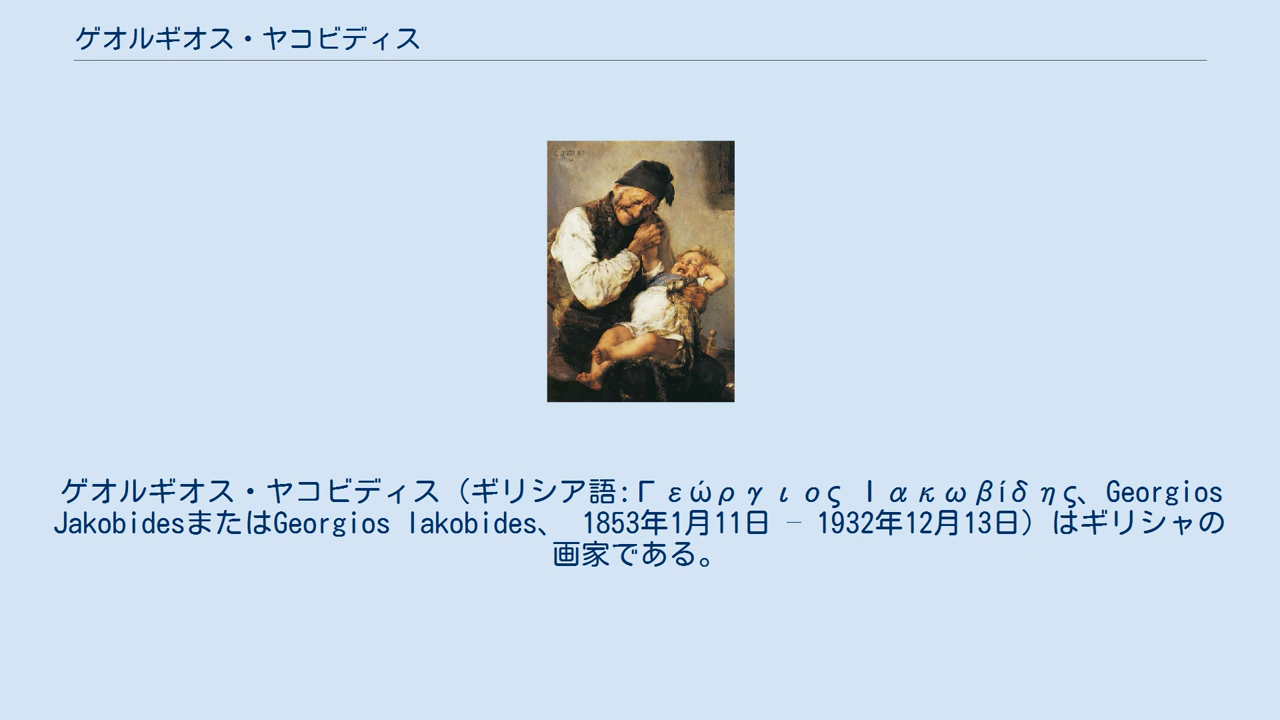 ゲオルギオス・ヤコビディス
ゲオルギオス・ヤコビディス（ギリシア語:Γεώργιος Ιακωβίδης、Georgios
JakobidesまたはGeorgios Iakobides、 1853年1月11日 – 1932年12月13日）はギリシャの
画家である。